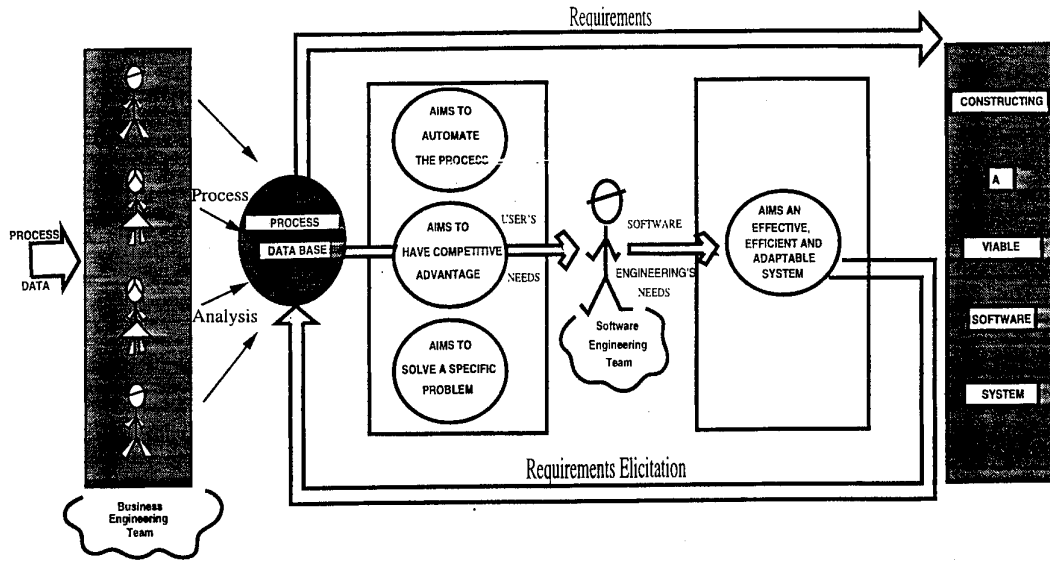 Requirements
PROCESS
DATA
Business
Engineering
Team
Process
Analysis
PROCESS
DATA BASE
AIMS TO
AUTOMATE
THE PROCESS
AIMS TO
HAVE COMPETITIVE
ADVANTAGE
AIMS TO
SOLVE A SPECIFIC
PROBLEM
USER'S
NEEDS
Software
Engineering
Team
SOFTWARE
ENGINEERING'S
NEEDS
AIMS AN
EFFECTIVE,
EFFICIENT AND
ADAPTABLE
SYSTEM
Requirements Elicitation
CONSTRUCTING
A
VIABLE
SOFTWARE
SYSTEM